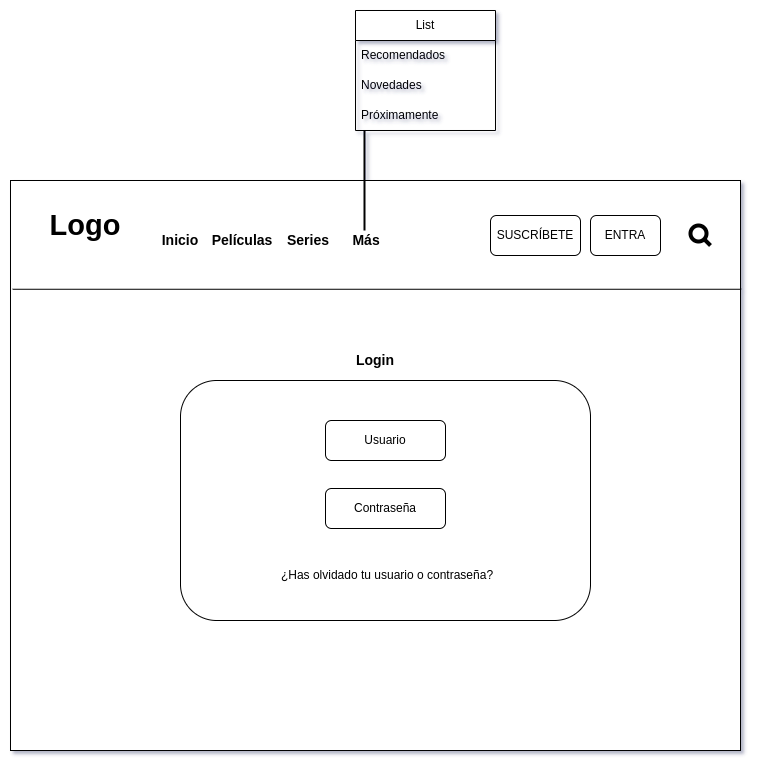 List
Recomendados
Novedades
Próximamente
Logo
Inicio Películas Series Más
SUSCRÍBETE ENTRA
Login
Usuario
Contraseña
¿Has olvidado tu usuario o contraseña?